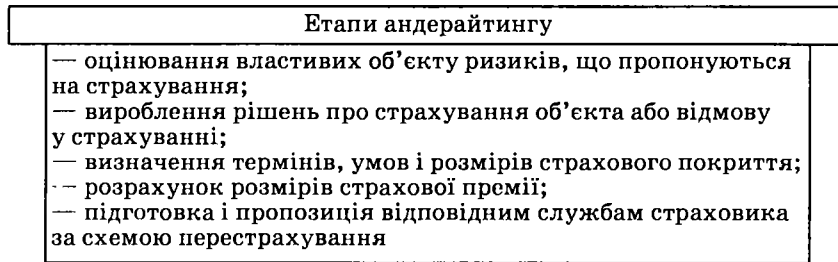 Етапи андерайтингу
— оцінювання властивих об’єкту ризиків, що пропонуються
на страхування;
— вироблення рішень про страхування об’єкта або відмову
у страхуванні;
— визначення термінів, умов і розмірів страхового покриття;
— розрахунок розмірів страхової премії;
— підготовка і пропозиція відповідним службам страховика
за схемою перестрахування